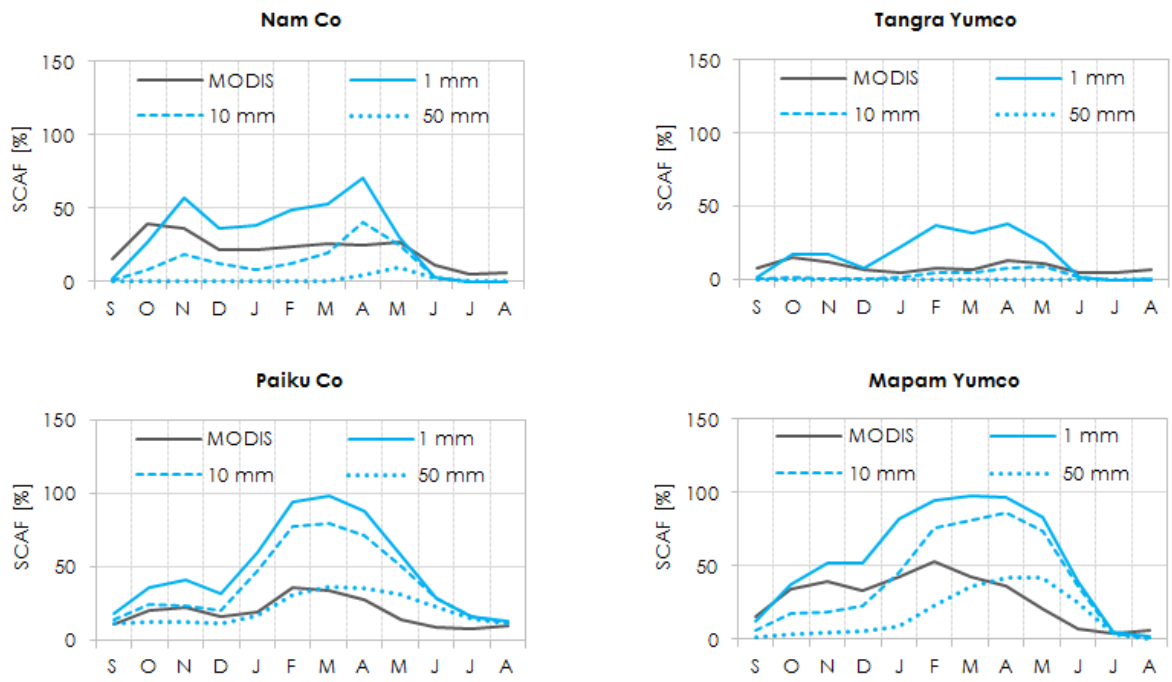 Nam Co
150
100
50
0
SCAF [%]
MODIS 1 mm
10 mm 50 mm
S O N D J F M A M J J A
Tangra Yumco
150
100
50
0
SCAF [%]
MODIS 1 mm
10 mm 50 mm
S O N D J F M A M J J A
Paiku Co
150
100
50
0
SCAF [%]
MODIS 1 mm
10 mm 50 mm
S O N D J F M A M J J A
Mapam Yumco
150
100
50
0
SCAF [%]
MODIS 1 mm
10 mm 50 mm
S O N D J F M A M J J A